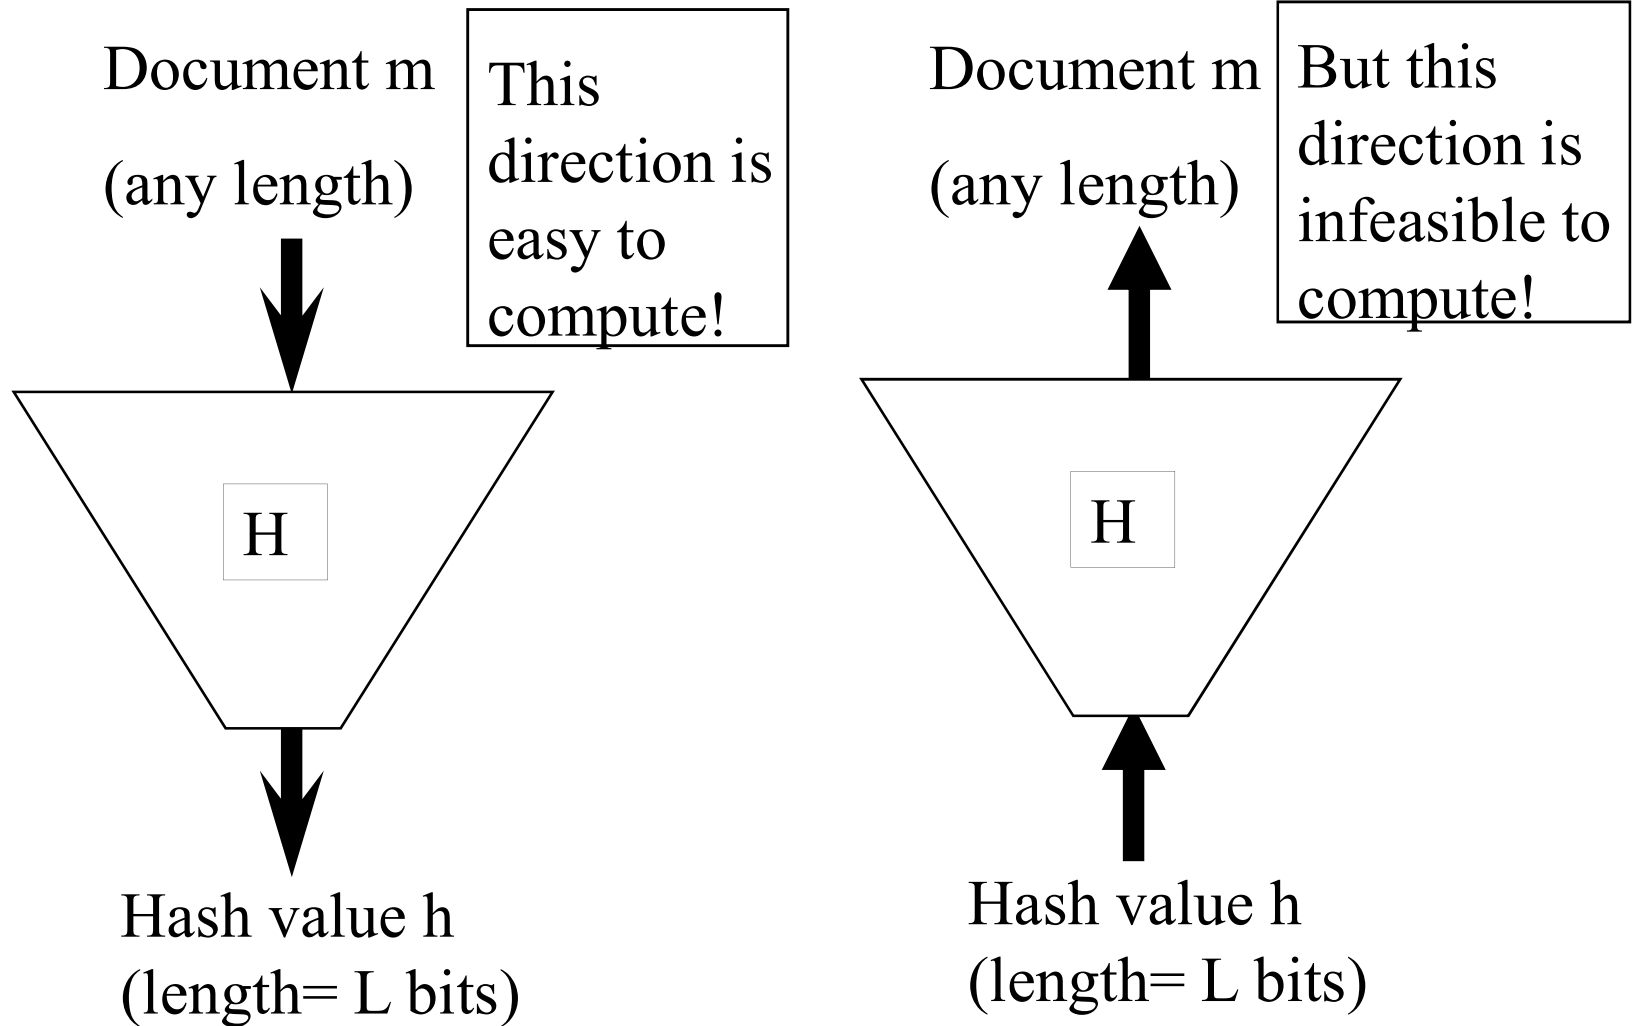 Document m
(any length)
This
direction is
easy to
compute!
H
Hash value h
(length= L bits)
Document m
(any length)
But this
direction is
infeasible to
compute!
H
Hash value h
(length= L bits)